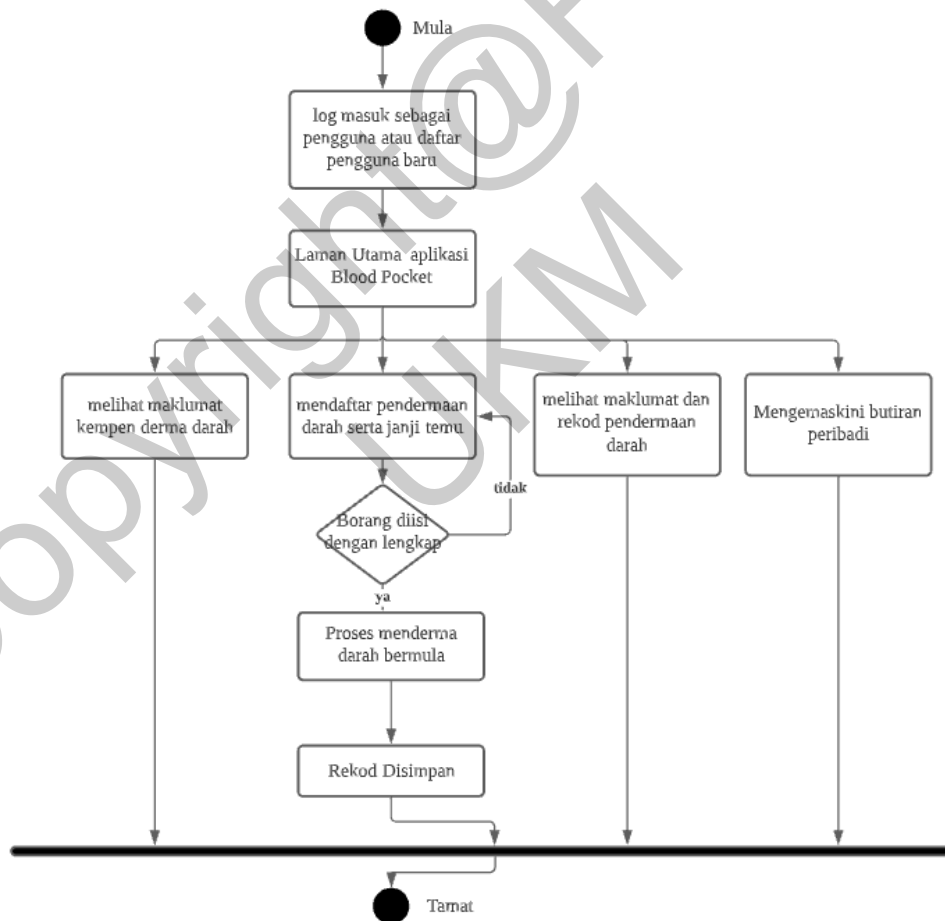 Mula
log masuk sebagai
pengguna atau daftar
pengguna baru
Laman Utama aplikasi
Blood Pocket
melihat maklumat
kempen derma darah
mendaftar pendermaan
darah serta janji temu
melihat maklumat dan
rekod pendermaan
darah
Mengemaskini butiran
peribadi
tidak
Borang diisi
dengan lengkap
ya
Proses menderma
darah bermula
Rekod Disimpan
Tamat
Copyright@F
UKM